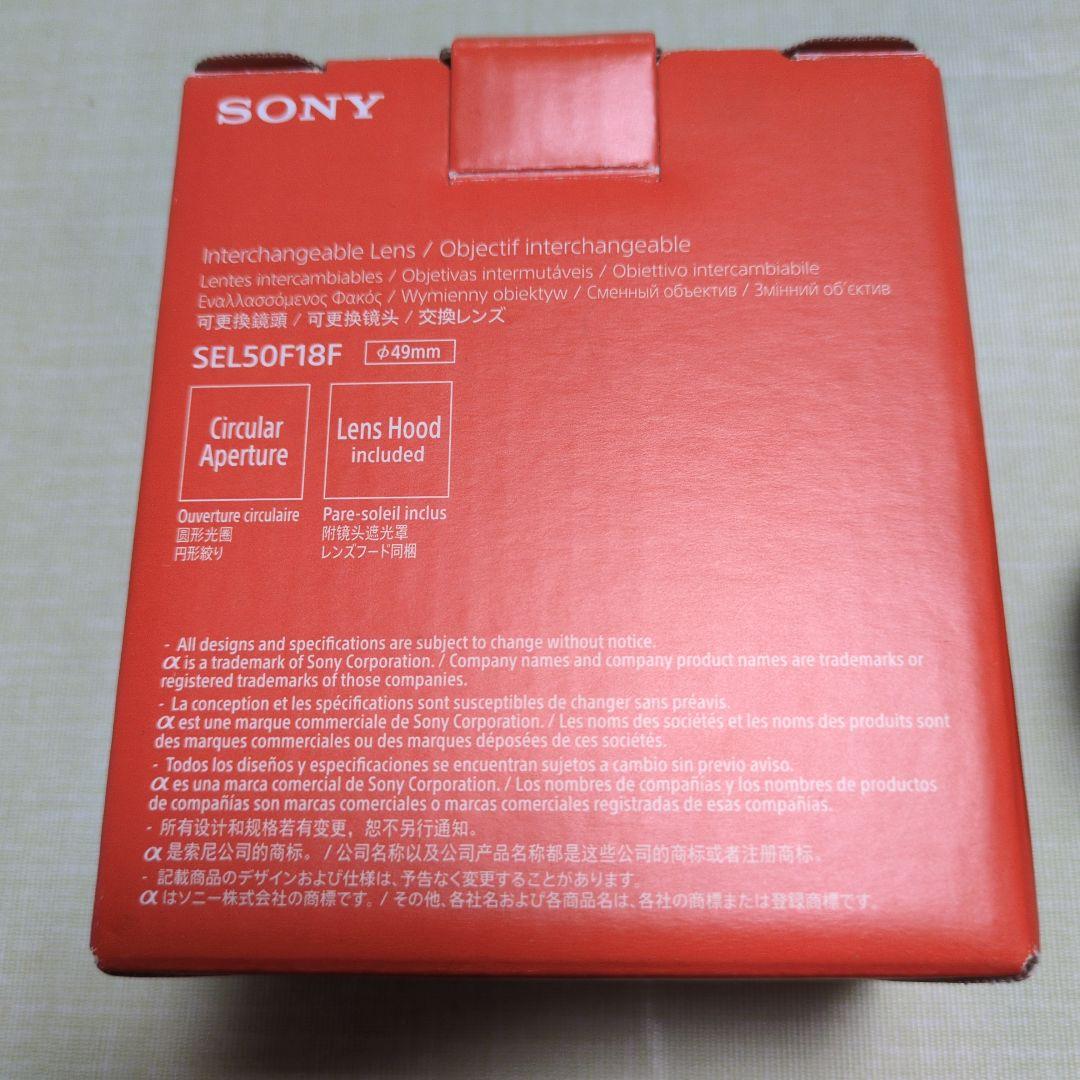 SONY
Interchangeable Lens / Objectif interchangeable
Lentes intercambiables / Objetivas intermutáveis / Obiettivo intercambiabile
Εναλλασσόμενος Φακός / Wymienny obiektyw / Сменный объектив / Змінний об'єктив
可更換鏡頭 / 可更换镜头 / 交換レンズ
SEL50F18F ϕ49mm
Circular
Aperture
Lens Hood
included
Ouverture circulaire
圆形光圈
円形絞り
Pare-soleil inclus
附镜头遮光罩
レンズフード同梱
- All designs and specifications are subject to change without notice.
α is a trademark of Sony Corporation. / Company names and company product names are trademarks or
registered trademarks of those companies.
- La conception et les spécifications sont susceptibles de changer sans préavis.
α est une marque commerciale de Sony Corporation. / Les noms des sociétés et les noms des produits sont
des marques commerciales ou des marques déposées de ces sociétés.
- Todos los diseños y especificaciones se encuentran sujetos a cambio sin previo aviso.
α es una marca comercial de Sony Corporation. / Los nombres de compañías y los nombres de productos
de compañías son marcas comerciales o marcas comerciales registradas de esas compañías.
- 所有设计和规格若有变更，恕不另行通知。
α 是索尼公司的商标。 / 公司名称以及公司产品名称都是这些公司的商标或者注册商标。
- 記載商品のデザインおよび仕様は、予告なく変更することがあります。
α はソニー株式会社の商標です。 / その他、各社名および各商品名は、各社の商標または登録商標です。